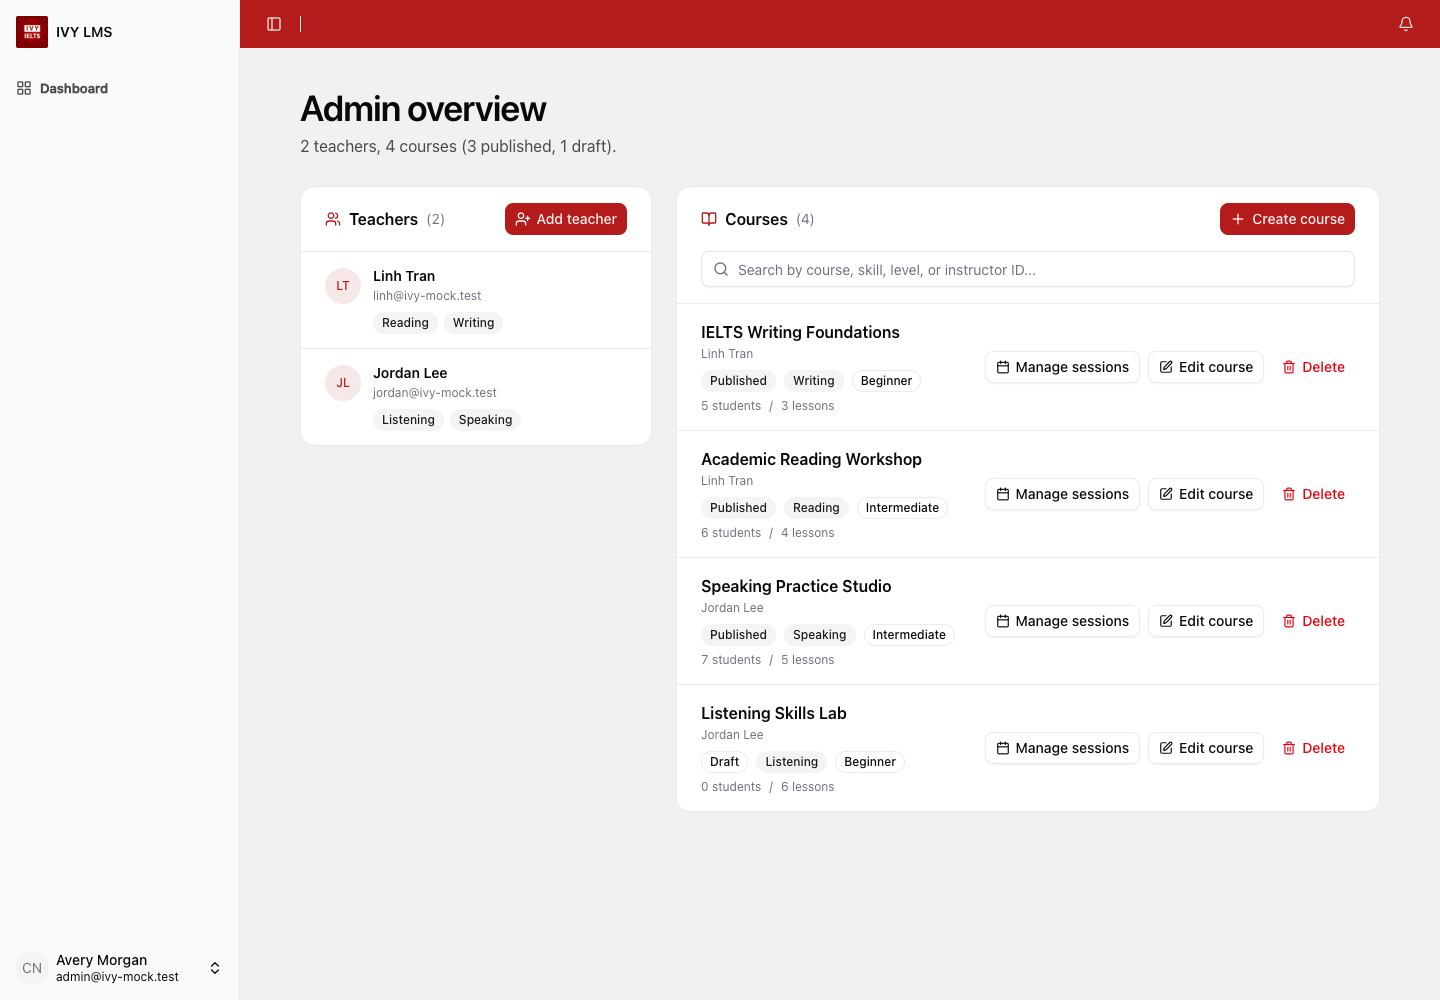 IVY
IELTS
IVY LMS
Dashboard
Admin overview
2 teachers, 4 courses (3 published, 1 draft).
Teachers (2)
Add teacher
LT
Linh Tran
linh@ivy-mock.test
Reading Writing
JL
Jordan Lee
jordan@ivy-mock.test
Listening Speaking
Courses (4)
Create course
Search by course, skill, level, or instructor ID...
IELTS Writing Foundations
Linh Tran
Published Writing Beginner
5 students / 3 lessons
Manage sessions Edit course Delete
Academic Reading Workshop
Linh Tran
Published Reading Intermediate
6 students / 4 lessons
Manage sessions Edit course Delete
Speaking Practice Studio
Jordan Lee
Published Speaking Intermediate
7 students / 5 lessons
Manage sessions Edit course Delete
Listening Skills Lab
Jordan Lee
Draft Listening Beginner
0 students / 6 lessons
Manage sessions Edit course Delete
CN
Avery Morgan
admin@ivy-mock.test